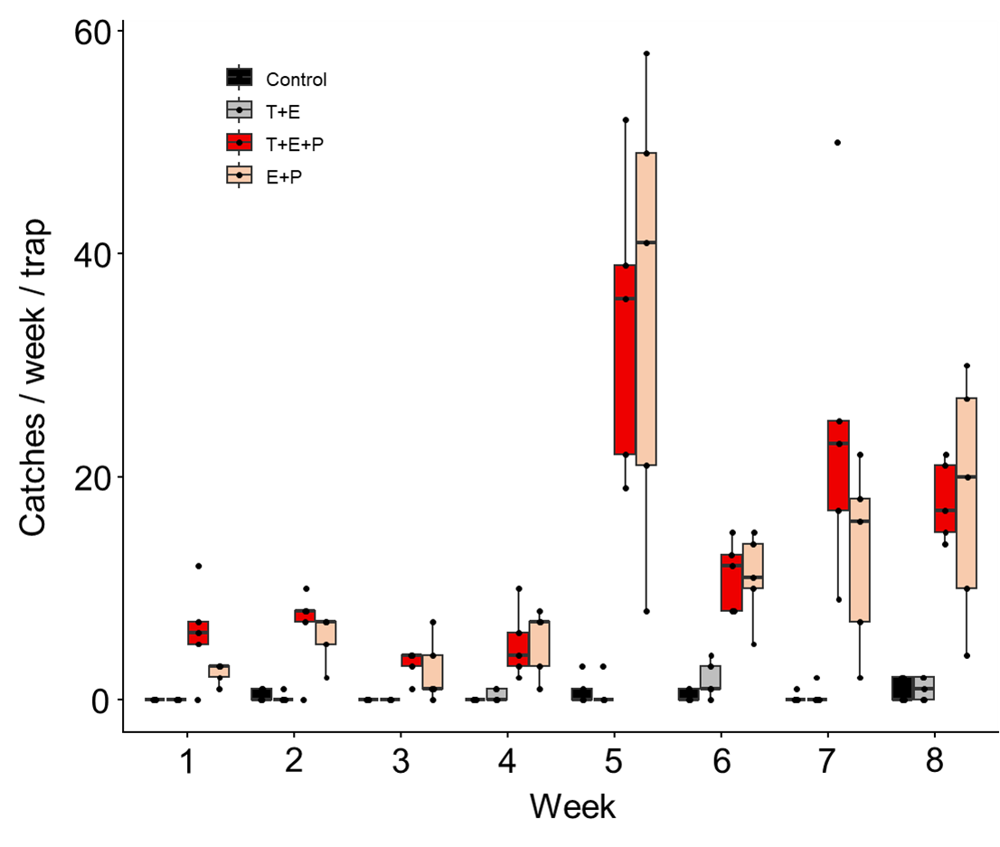 60
40
20
0
Catches / week / trap
Control
T+E
T+E+P
E+P
1 2 3 4 5 6 7 8
Week